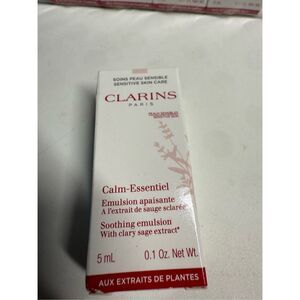 SOINS PEAU SENSIBLE
SENSITIVE SKIN CARE
CLARINS
PARIS
Calm-Essentiel
Emulsion apaisante
A l'extrait de sauge sclarée*
Soothing emulsion
With clary sage extract*
5 mL 0.1 Oz. Net Wt.
AUX EXTRAITS DE PLANTES